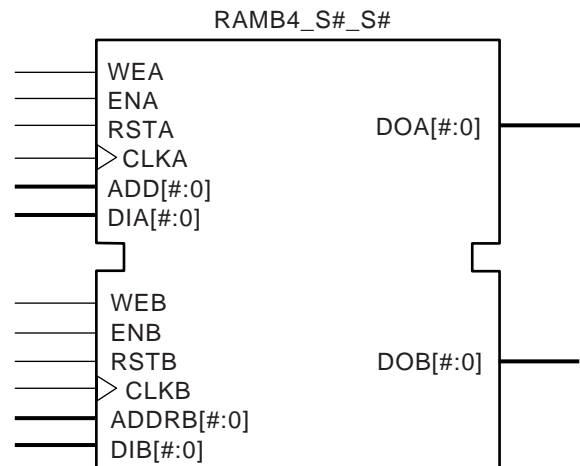 RAMB4_S#_S#
WEA
ENA
RSTA
CLKA
ADD[#:0]
DIA[#:0]
DOA[#:0]
WEB
ENB
RSTB
CLKB
ADDRB[#:0]
DIB[#:0]
DOB[#:0]